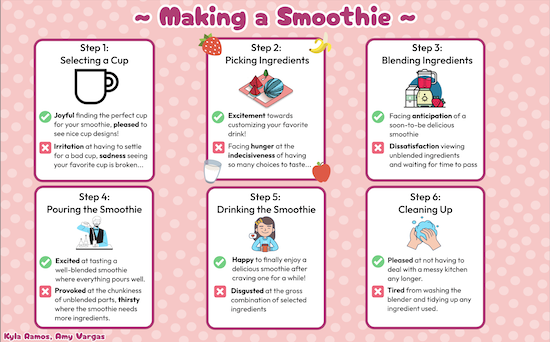 ~ Making a Smoothie ~
Step 1:
Selecting a Cup
Joyful finding the perfect cup
for your smoothie, pleased to
see nice cup designs!
Irritation at having to settle
for a bad cup, sadness seeing
your favorite cup is broken...
Step 2:
Picking Ingredients
Excitement towards
customizing your favorite
drink!
Facing hunger at the
indecisiveness of having
so many choices to taste...
Step 3:
Blending Ingredients
Facing anticipation of a
soon-to-be delicious
smoothie
Dissatisfaction viewing
unblended ingredients
and waiting for time to pass
Step 4:
Pouring the Smoothie
Excited at tasting a
well-blended smoothie
where everything pours well.
Provoked at the chunkiness
of unblended parts, thirsty
where the smoothie needs
more ingredients.
Step 5:
Drinking the Smoothie
Happy to finally enjoy a
delicious smoothie after
craving one for a while!
Disgusted at the gross
combination of selected
ingredients
Step 6:
Cleaning Up
Pleased at not having to
deal with a messy kitchen
any longer.
Tired from washing the
blender and tidying up any
ingredient used.
Kyla Ramos, Amy Vargas